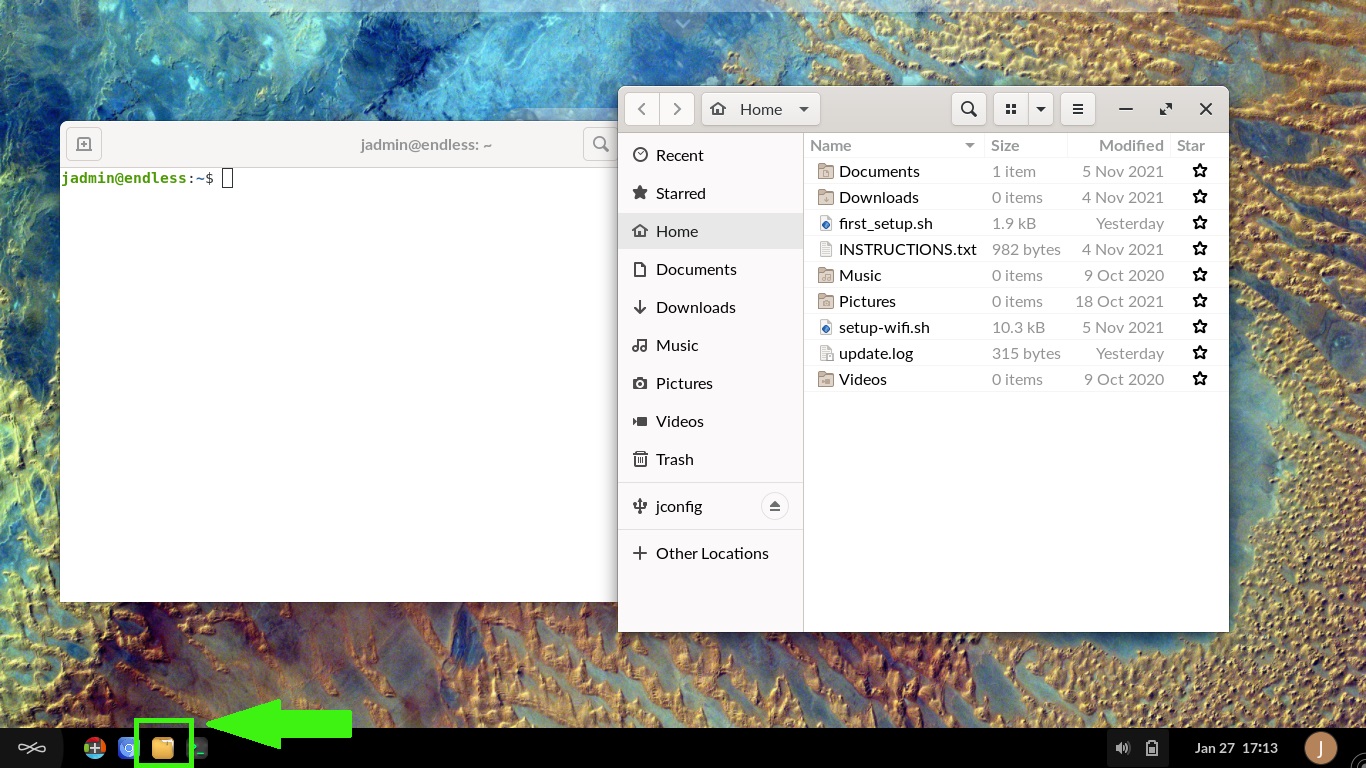 jadmin@endless: ~
jadmin@endless:~$
Home
Recent
Starred
Home
Documents
Downloads
Music
Pictures
Videos
Trash
jconfig
Other Locations
Name Size Modified Star
Documents 1 item 5 Nov 2021
Downloads 0 items 4 Nov 2021
first_setup.sh 1.9 kB Yesterday
INSTRUCTIONS.txt 982 bytes 4 Nov 2021
Music 0 items 9 Oct 2020
Pictures 0 items 18 Oct 2021
setup-wifi.sh 10.3 kB 5 Nov 2021
update.log 315 bytes Yesterday
Videos 0 items 9 Oct 2020
Jan 27 17:13
J